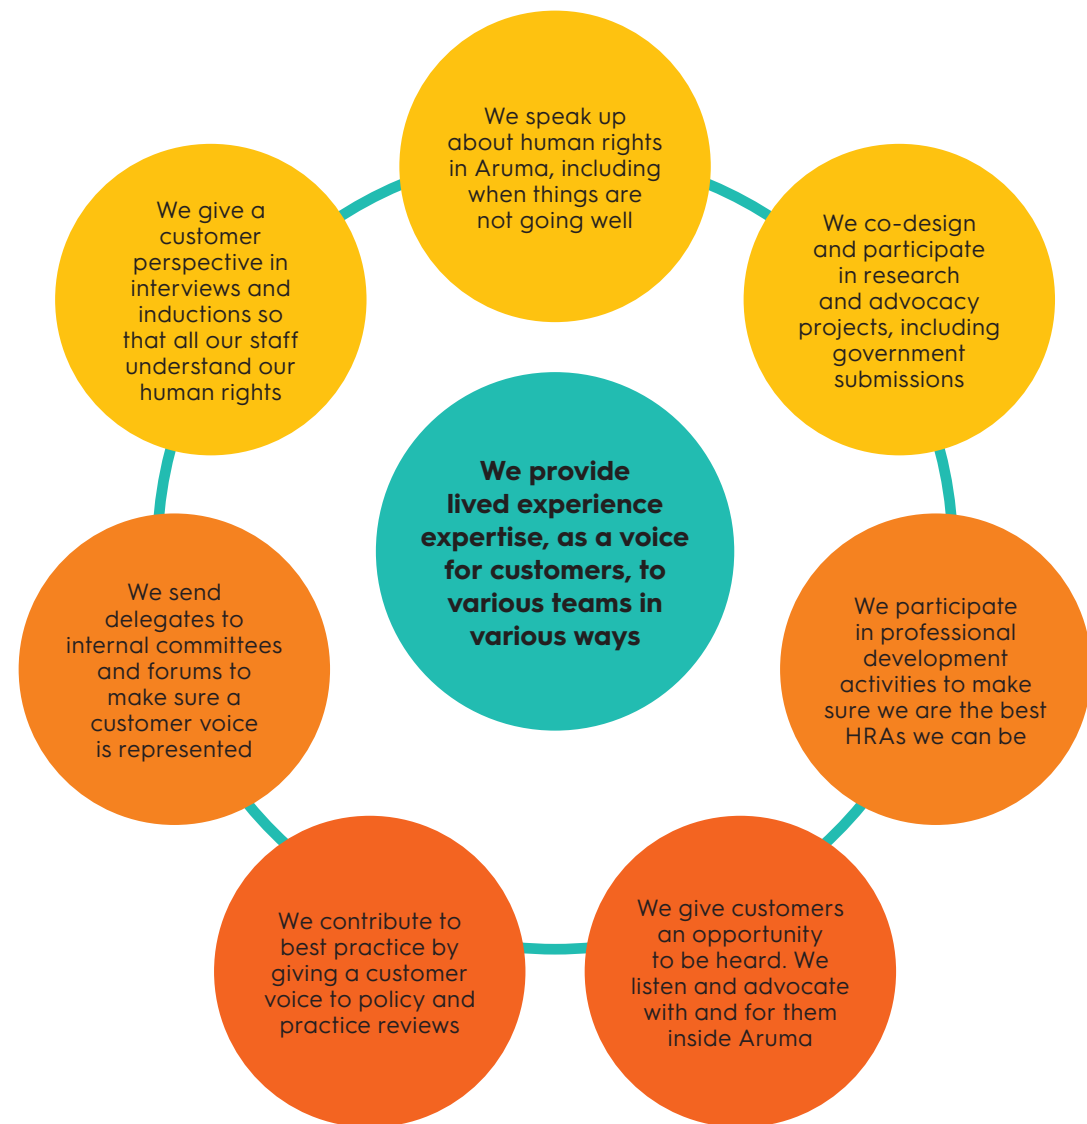 We speak up
about human rights
in Aruma, including
when things are
not going well
We co-design
and participate
in research
and advocacy
projects, including
government
submissions
We participate
in professional
development
activities to make
sure we are the best
HRAs we can be
We give customers
an opportunity
to be heard. We
listen and advocate
with and for them
inside Aruma
We contribute to
best practice by
giving a customer
voice to policy and
practice reviews
We send
delegates to
internal committees
and forums to
make sure a
customer voice
is represented
We give a
customer
perspective in
interviews and
inductions so
that all our staff
understand our
human rights
We provide
lived experience
expertise, as a voice
for customers, to
various teams in
various ways